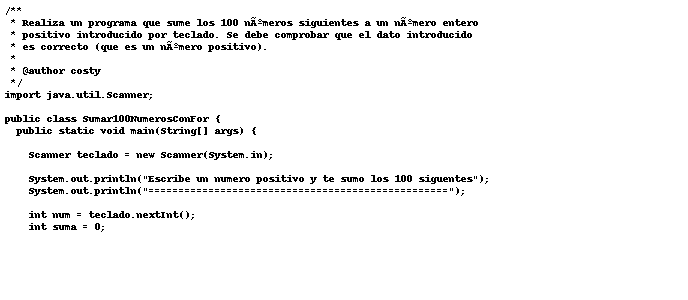 /**
 * Realiza un programa que sume los 100 nÃºmeros siguientes a un nÃºmero entero
 * positivo introducido por teclado. Se debe comprobar que el dato introducido
 * es correcto (que es un nÃºmero positivo).
 *
 * @author costy
 */
import java.util.Scanner;
public class Sumar100NumerosConFor {
  public static void main(String[] args) {
    Scanner teclado = new Scanner(System.in);
    System.out.println("Escribe un numero positivo y te sumo los 100 siguentes");
    System.out.println("==================================================");
    int num = teclado.nextInt();
    int suma = 0;